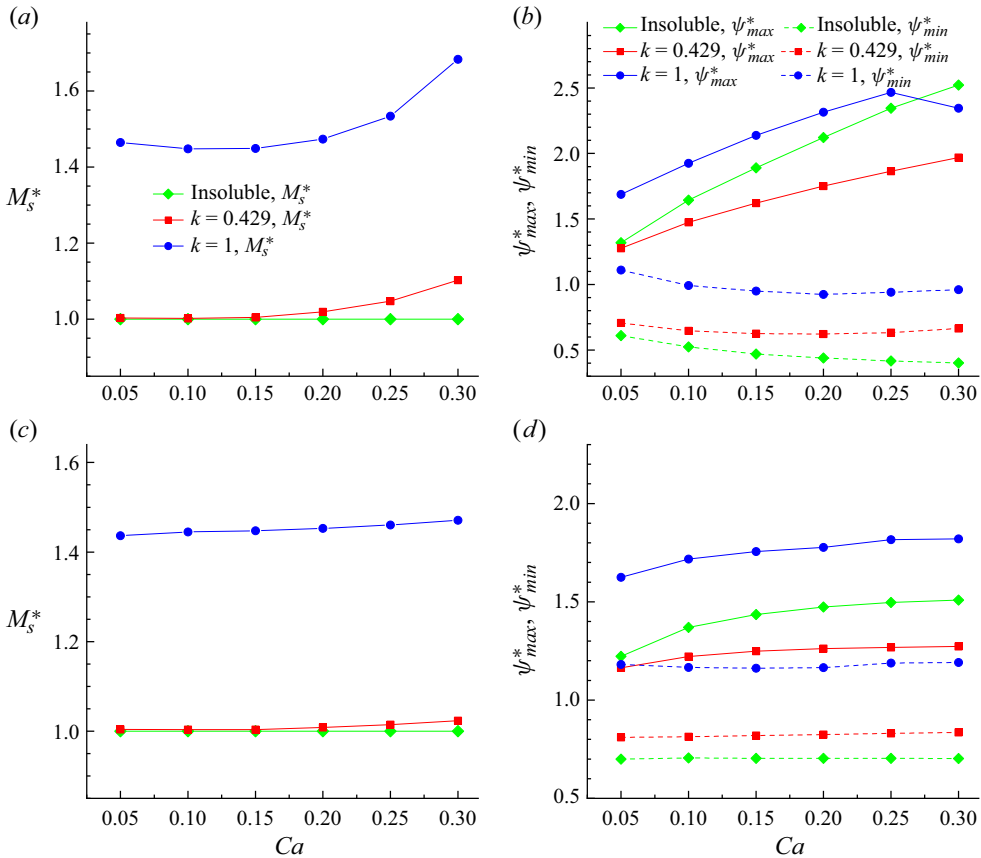 (a)
M*s
1.6
1.4
1.2
1.0
0.05 0.10 0.15 0.20 0.25 0.30
Insoluble, M*s
k = 0.429, M*s
k = 1, M*s
(b)
ψ*max, ψ*min
2.5
2.0
1.5
1.0
0.5
0.05 0.10 0.15 0.20 0.25 0.30
Insoluble, ψ*max Insoluble, ψ*min
k = 0.429, ψ*max k = 0.429, ψ*min
k = 1, ψ*max k = 1, ψ*min
(c)
M*s
1.6
1.4
1.2
1.0
0.05 0.10 0.15 0.20 0.25 0.30
Ca
(d)
ψ*max, ψ*min
2.0
1.5
1.0
0.5
0.05 0.10 0.15 0.20 0.25 0.30
Ca